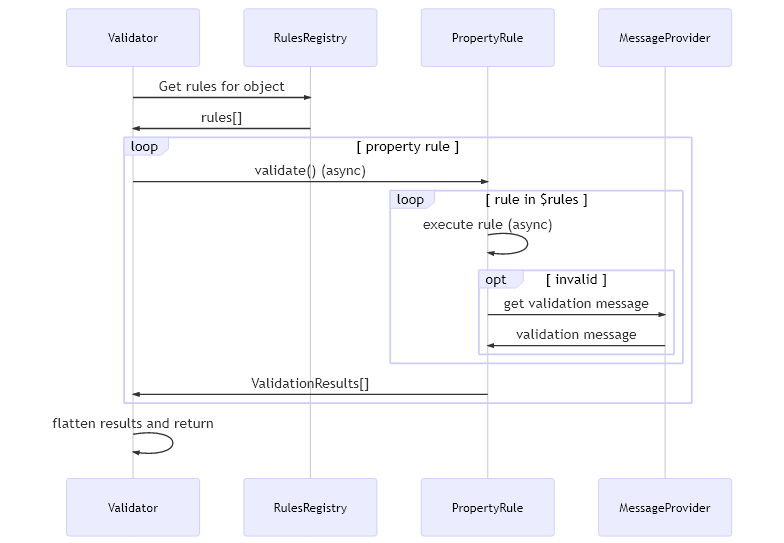 Validator
RulesRegistry
PropertyRule
MessageProvider
Get rules for object
rules[]
loop
[ property rule ]
validate() (async)
loop
[ rule in $rules ]
execute rule (async)
opt
[ invalid ]
get validation message
validation message
ValidationResults[]
flatten results and return
Validator
RulesRegistry
PropertyRule
MessageProvider